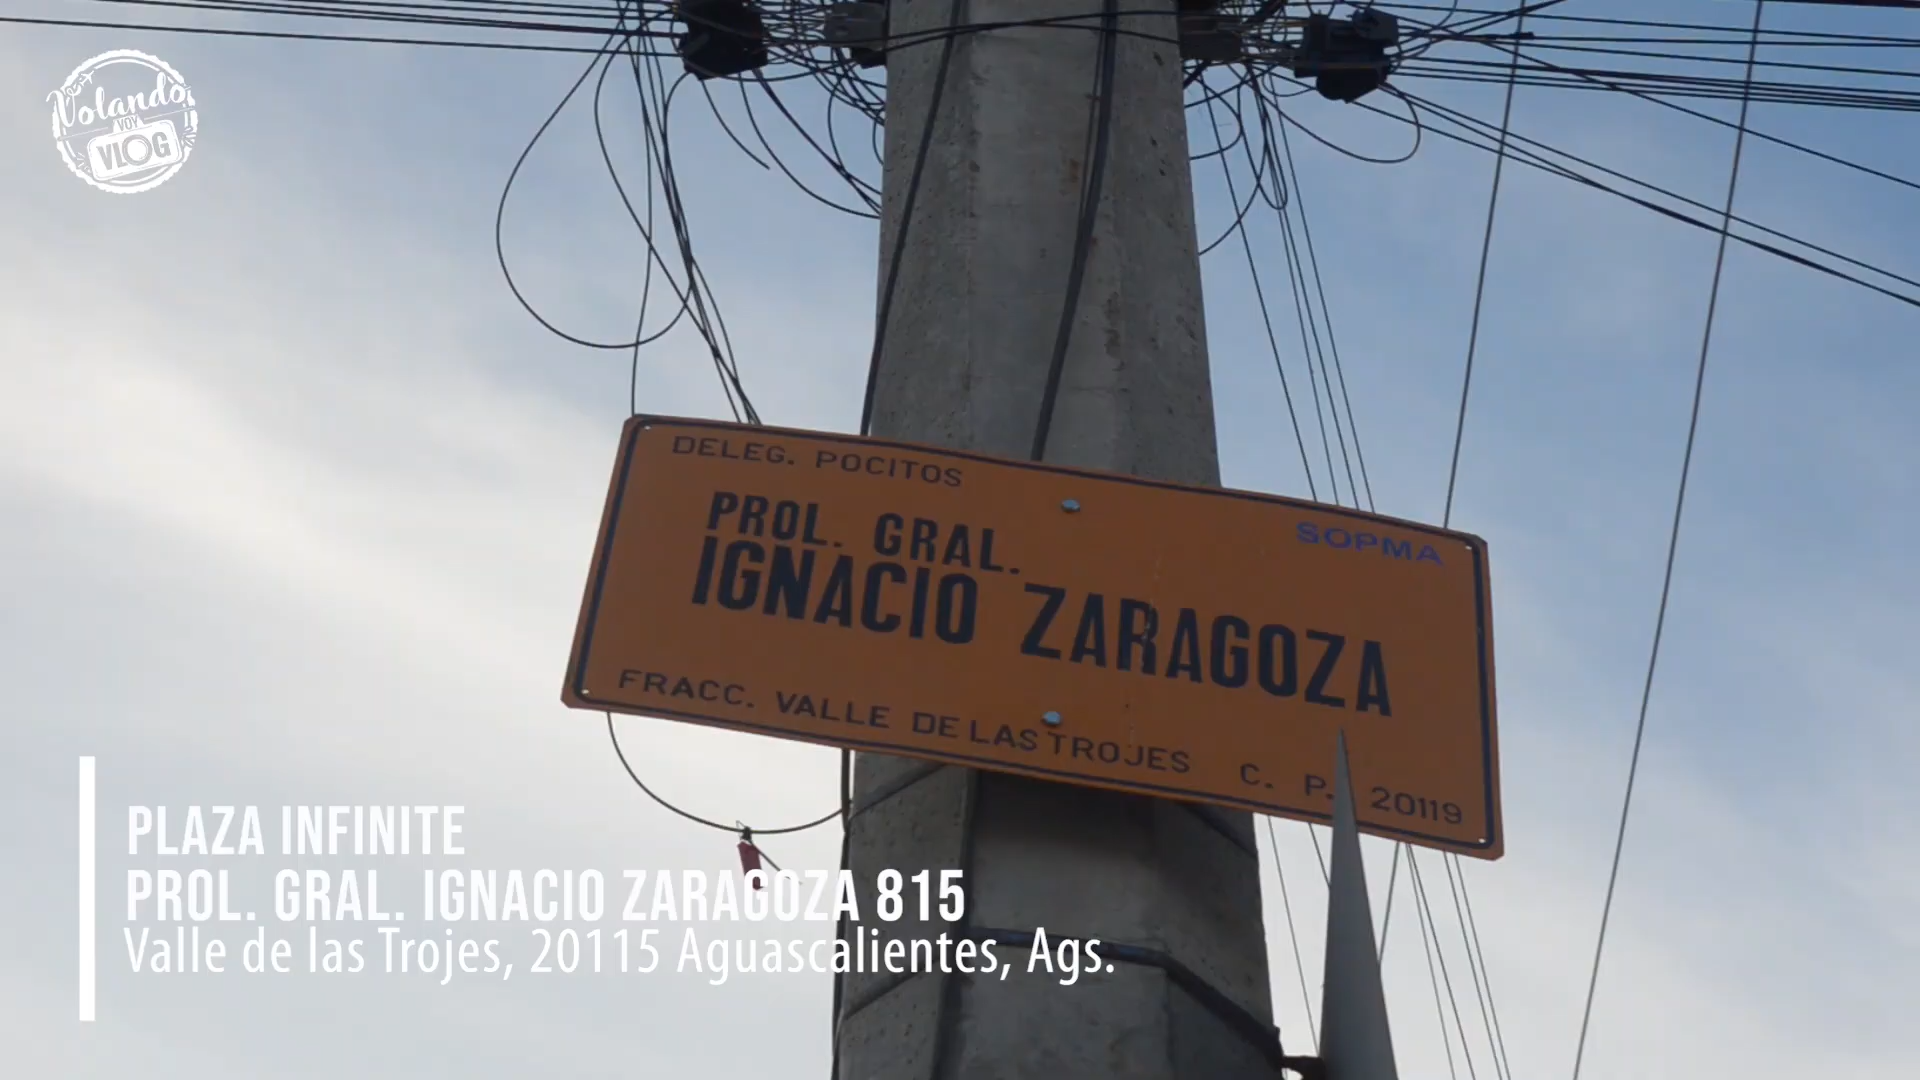 Volando
VOY
VLOG
DELEG. POCITOS
SOPMA
PROL. GRAL.
IGNACIO ZARAGOZA
FRACC. VALLE DE LAS TROJES C. P. 20119
PLAZA INFINITE
PROL. GRAL. IGNACIO ZARAGOZA 815
Valle de las Trojes, 20115 Aguascalientes, Ags.